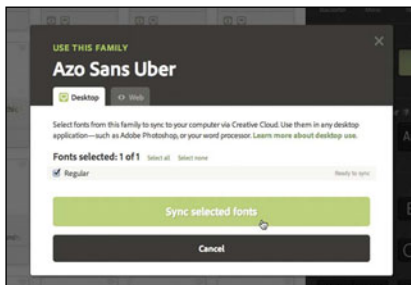 USE THIS FAMILY
Azo Sans Uber
Desktop
Web
Select fonts from this family to sync to your computer via Creative Cloud. Use them in any desktop
application—such as Adobe Photoshop, or your word processor. Learn more about desktop use.
Fonts selected: 1 of 1 Select all Select none
Regular Ready to sync
Sync selected fonts
Cancel